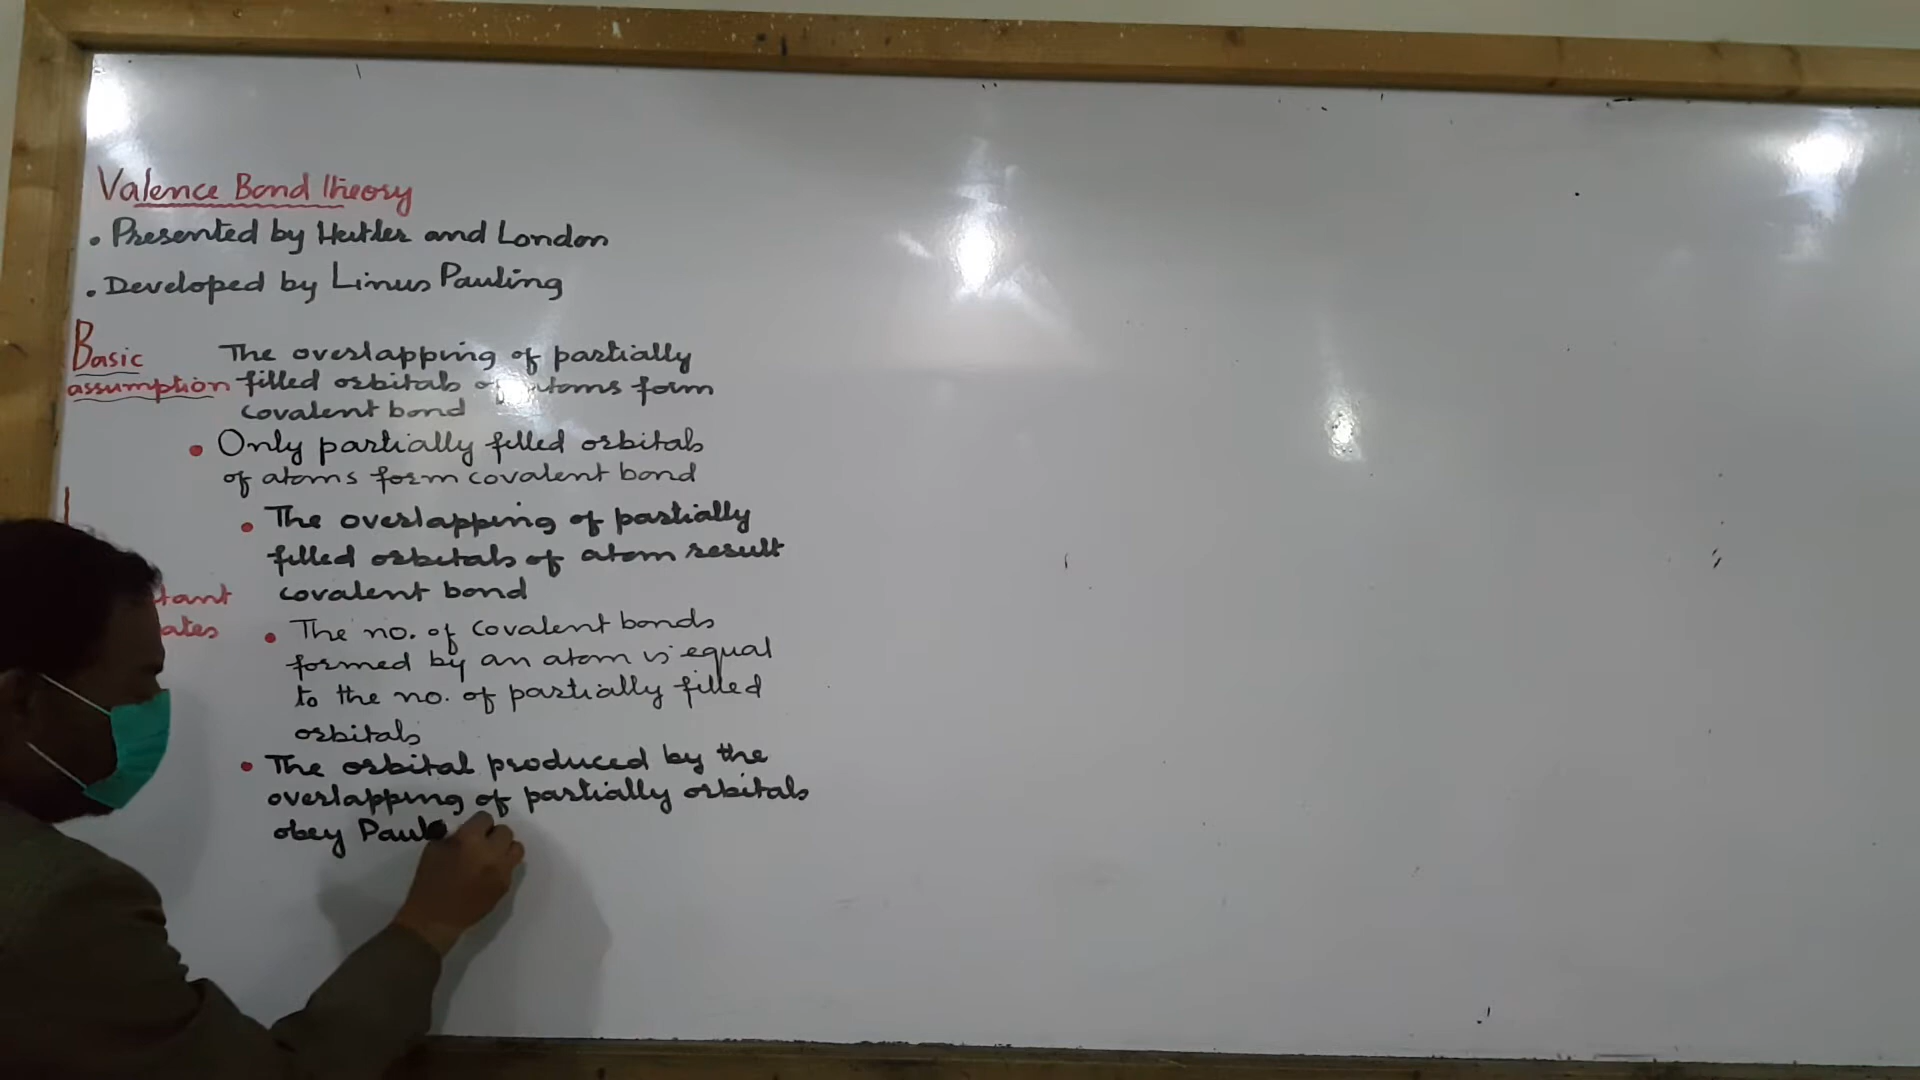 Valence Bond Theory
• Presented by Heitler and London
• Developed by Linus Pauling
Basic
assumption
The overlapping of partially
filled orbitals of atoms form
covalent bond
• Only partially filled orbitals
of atoms form covalent bond
• The overlapping of partially
filled orbitals of atom result
covalent bond
• The no. of covalent bonds
formed by an atom is equal
to the no. of partially filled
orbitals
• The orbital produced by the
overlapping of partially orbitals
obey